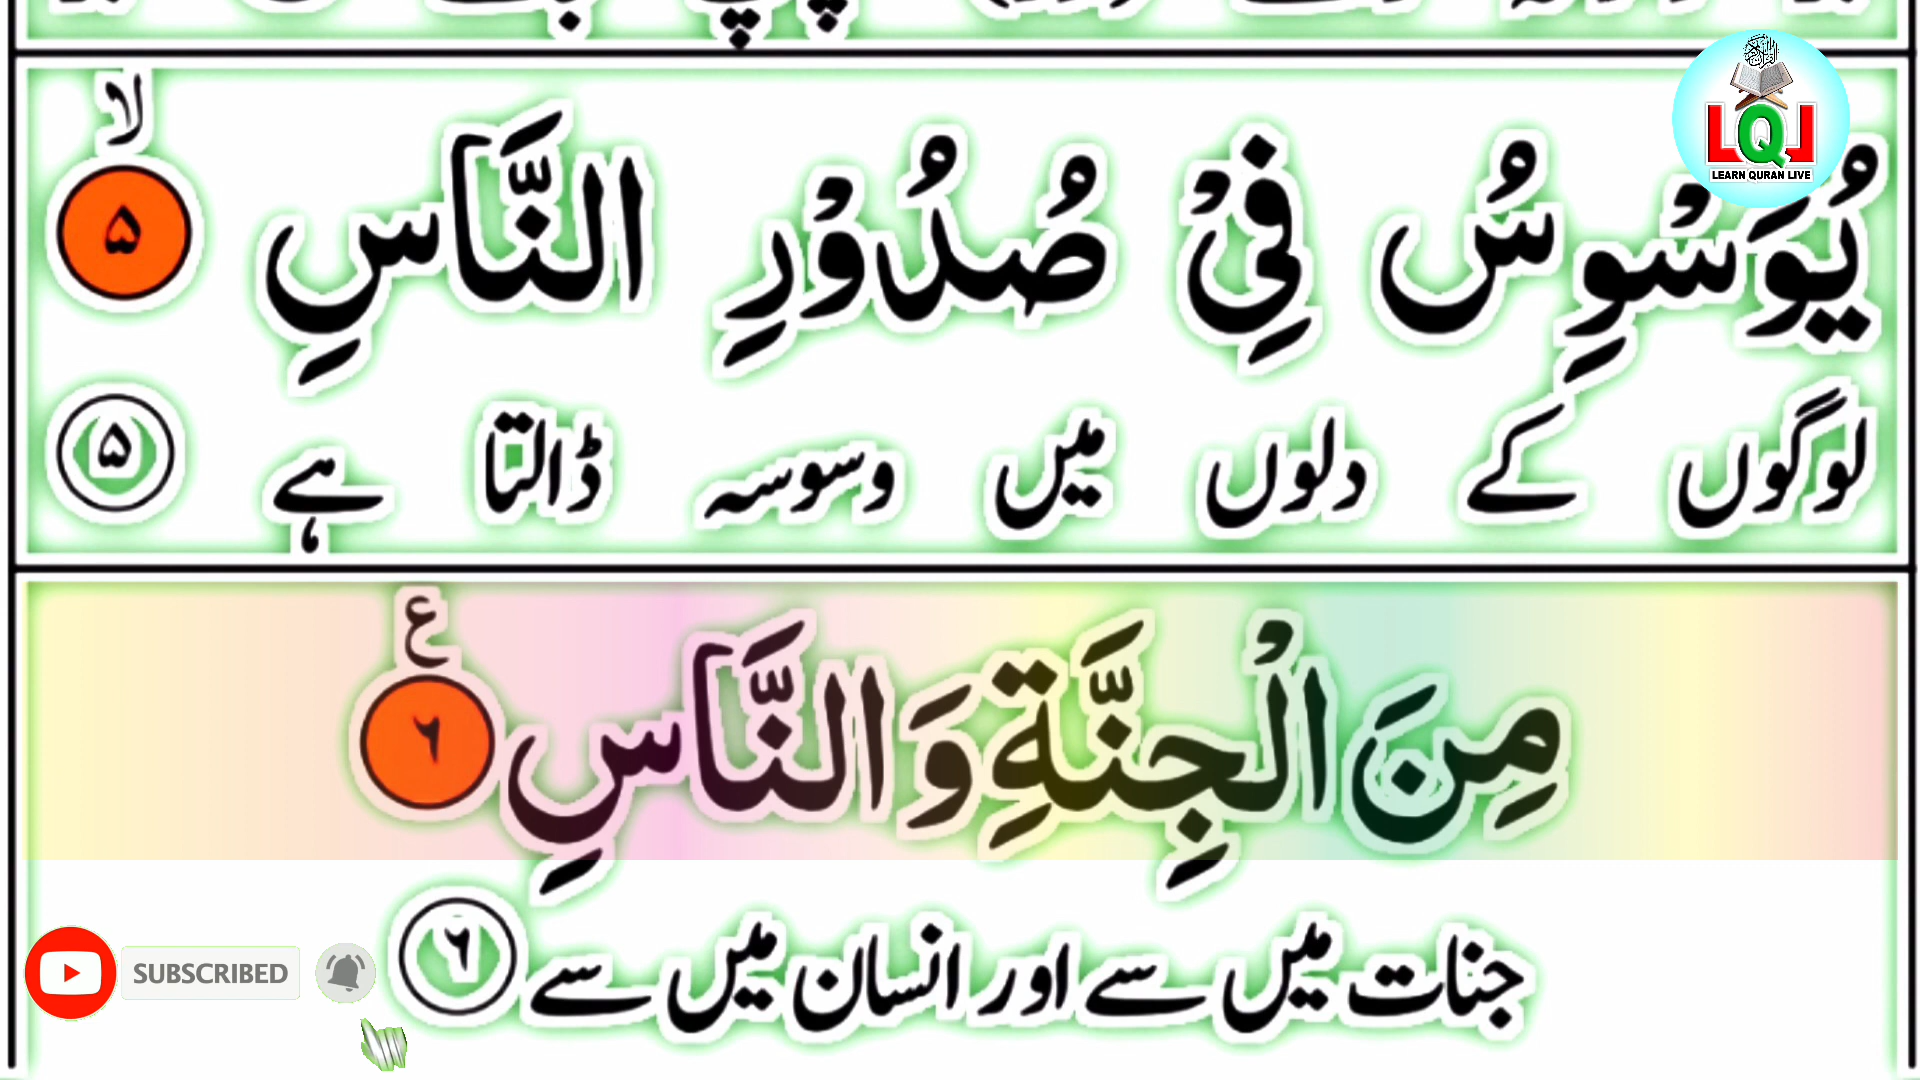 يُوَسْوِسُ فِيْ صُدُوْرِ النَّاسِ ۵ لا
لوگوں کے دلوں میں وسوسہ ڈالتا ہے ۵
مِنَ الْجِنَّةِ وَ النَّاسِ ۶ ع
جنات میں سے اور انسان میں سے ۶
LQL
LEARN QURAN LIVE
SUBSCRIBED